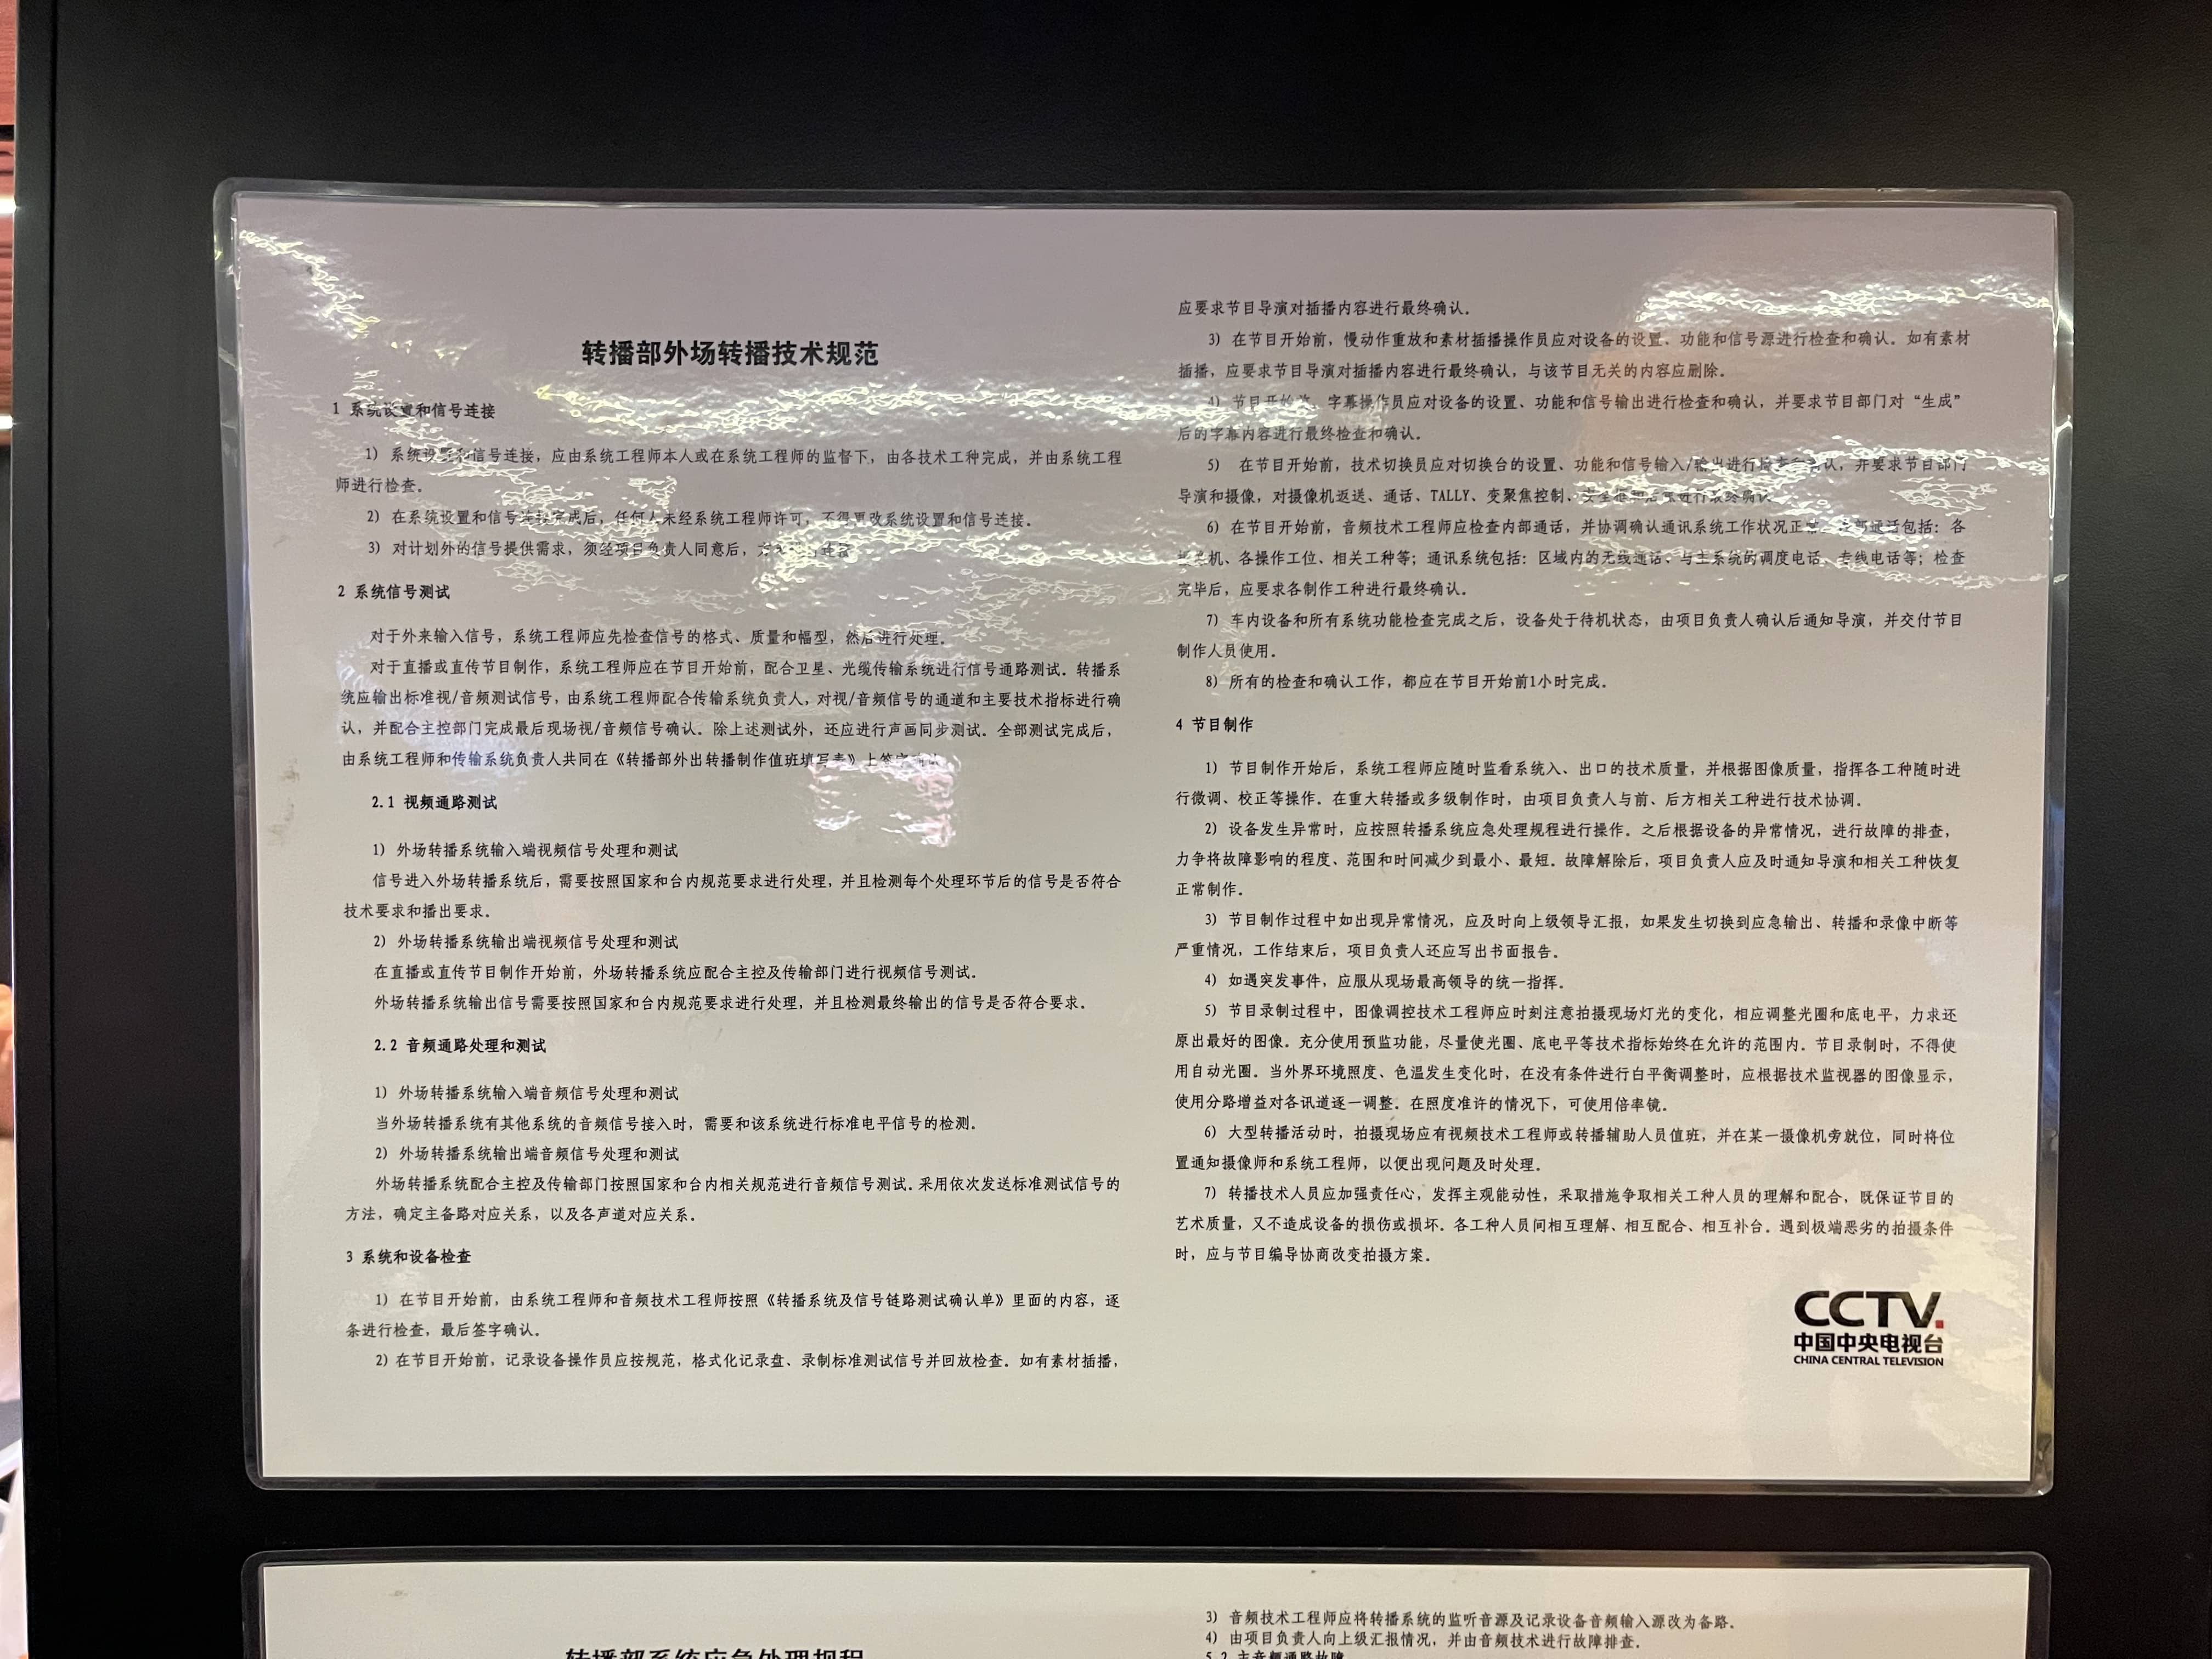 转播部外场转播技术规范
1 系统设置和信号连接
1) 系统设置和信号连接，应由系统工程师本人或在系统工程师的监督下，由各技术工种完成，并由系统工程
师进行检查。
2) 在系统设置和信号连接完成后，任何人未经系统工程师许可，不得更改系统设置和信号连接。
3) 对计划外的信号提供需求，须经项目负责人同意后，
2 系统信号测试
对于外来输入信号，系统工程师应先检查信号的格式、质量和幅型，然后进行处理。
对于直播或直传节目制作，系统工程师应在节目开始前，配合卫星、光缆传输系统进行信号通路测试。转播系
统应输出标准视/音频测试信号，由系统工程师配合传输系统负责人，对视/音频信号的通道和主要技术指标进行确
认，并配合主控部门完成最后现场视/音频信号确认。除上述测试外，还应进行声画同步测试。全部测试完成后，
由系统工程师和传输系统负责人共同在《转播部外出转播制作值班填写表》上签字
2.1 视频通路测试
1) 外场转播系统输入端视频信号处理和测试
信号进入外场转播系统后，需要按照国家和台内规范要求进行处理，并且检测每个处理环节后的信号是否符合
技术要求和播出要求。
2) 外场转播系统输出端视频信号处理和测试
在直播或直传节目制作开始前，外场转播系统应配合主控及传输部门进行视频信号测试。
外场转播系统输出信号需要按照国家和台内规范要求进行处理，并且检测最终输出的信号是否符合要求。
2.2 音频通路处理和测试
1) 外场转播系统输入端音频信号处理和测试
当外场转播系统有其他系统的音频信号接入时，需要和该系统进行标准电平信号的检测。
2) 外场转播系统输出端音频信号处理和测试
外场转播系统配合主控及传输部门按照国家和台内相关规范进行音频信号测试。采用依次发送标准测试信号的
方法，确定主备路对应关系，以及各声道对应关系。
3 系统和设备检查
1) 在节目开始前，由系统工程师和音频技术工程师按照《转播系统及信号链路测试确认单》里面的内容，逐
条进行检查，最后签字确认。
2) 在节目开始前，记录设备操作员应按规范，格式化记录盘、录制标准测试信号并回放检查。如有素材插播，
应要求节目导演对插播内容进行最终确认。
3) 在节目开始前，慢动作重放和素材插播操作员应对设备的设置、功能和信号源进行检查和确认。如有素材
插播，应要求节目导演对插播内容进行最终确认，与该节目无关的内容应删除。
4) 节目开始前，字幕操作员应对设备的设置、功能和信号输出进行检查和确认，并要求节目部门对“生成”
后的字幕内容进行最终检查和确认。
5) 在节目开始前，技术切换员应对切换台的设置、功能和信号输入/输出进行检查和确认，并要求节目部门
导演和摄像，对摄像机返送、通话、TALLY、变聚焦控制、进行最终确认
6) 在节目开始前，音频技术工程师应检查内部通话，并协调确认通讯系统工作状况正常。内部通话包括：各
机、各操作工位、相关工种等；通讯系统包括：区域内的无线通话、与主系统的调度电话、专线电话等；检查
完毕后，应要求各制作工种进行最终确认。
7) 车内设备和所有系统功能检查完成之后，设备处于待机状态，由项目负责人确认后通知导演，并交付节目
制作人员使用。
8) 所有的检查和确认工作，都应在节目开始前1小时完成。
4 节目制作
1) 节目制作开始后，系统工程师应随时监看系统入、出口的技术质量，并根据图像质量，指挥各工种随时进
行微调、校正等操作。在重大转播或多级制作时，由项目负责人与前、后方相关工种进行技术协调。
2) 设备发生异常时，应按照转播系统应急处理规程进行操作。之后根据设备的异常情况，进行故障的排查，
力争将故障影响的程度、范围和时间减少到最小、最短。故障解除后，项目负责人应及时通知导演和相关工种恢复
正常制作。
3) 节目制作过程中如出现异常情况，应及时向上级领导汇报，如果发生切换到应急输出、转播和录像中断等
严重情况，工作结束后，项目负责人还应写出书面报告。
4) 如遇突发事件，应服从现场最高领导的统一指挥。
5) 节目录制过程中，图像调控技术工程师应时刻注意拍摄现场灯光的变化，相应调整光圈和底电平，力求还
原出最好的图像。充分使用预监功能，尽量使光圈、底电平等技术指标始终在允许的范围内。节目录制时，不得使
用自动光圈。当外界环境照度、色温发生变化时，在没有条件进行白平衡调整时，应根据技术监视器的图像显示，
使用分路增益对各讯道逐一调整。在照度准许的情况下，可使用倍率镜。
6) 大型转播活动时，拍摄现场应有视频技术工程师或转播辅助人员值班，并在某一摄像机旁就位，同时将位
置通知摄像师和系统工程师，以便出现问题及时处理。
7) 转播技术人员应加强责任心，发挥主观能动性，采取措施争取相关工种人员的理解和配合，既保证节目的
艺术质量，又不造成设备的损伤或损坏。各工种人员间相互理解、相互配合、相互补台。遇到极端恶劣的拍摄条件
时，应与节目编导协商改变拍摄方案。
CCTV.
中国中央电视台
CHINA CENTRAL TELEVISION
转播部系统应急处理规程
3) 音频技术工程师应将转播系统的监听音源及记录设备音频输入源改为备路。
4) 由项目负责人向上级汇报情况，并由音频技术进行故障排查。
5.2 主音频通路故障